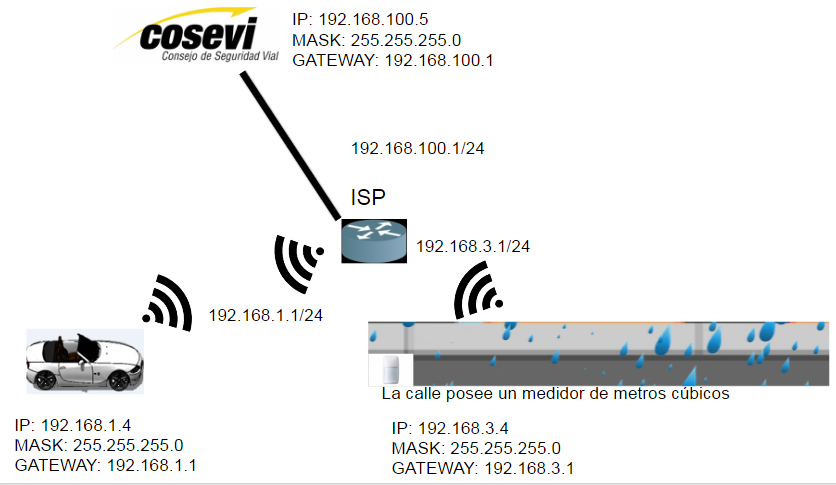 cosevi
Consejo de Seguridad Vial
IP: 192.168.100.5
MASK: 255.255.255.0
GATEWAY: 192.168.100.1
192.168.100.1/24
ISP
192.168.3.1/24
192.168.1.1/24
La calle posee un medidor de metros cúbicos
IP: 192.168.1.4
MASK: 255.255.255.0
GATEWAY: 192.168.1.1
IP: 192.168.3.4
MASK: 255.255.255.0
GATEWAY: 192.168.3.1